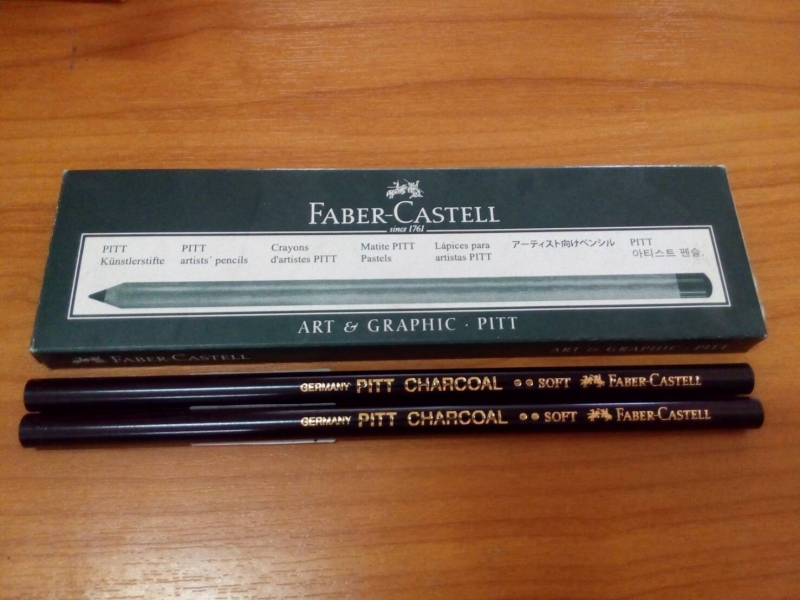 FABER-CASTELL
since 1761
PITT
Künstlerstifte
PITT
artists' pencils
Crayons
d'artistes PITT
Matite PITT
Pastels
Lápices para
artistas PITT
アーティスト向けペンシル
PITT
아티스트 펜슬.
ART & GRAPHIC · PITT
FABER-CASTELL
ART & GRAPHIC · PITT
GERMANY PITT CHARCOAL SOFT FABER-CASTELL
GERMANY PITT CHARCOAL SOFT FABER-CASTELL